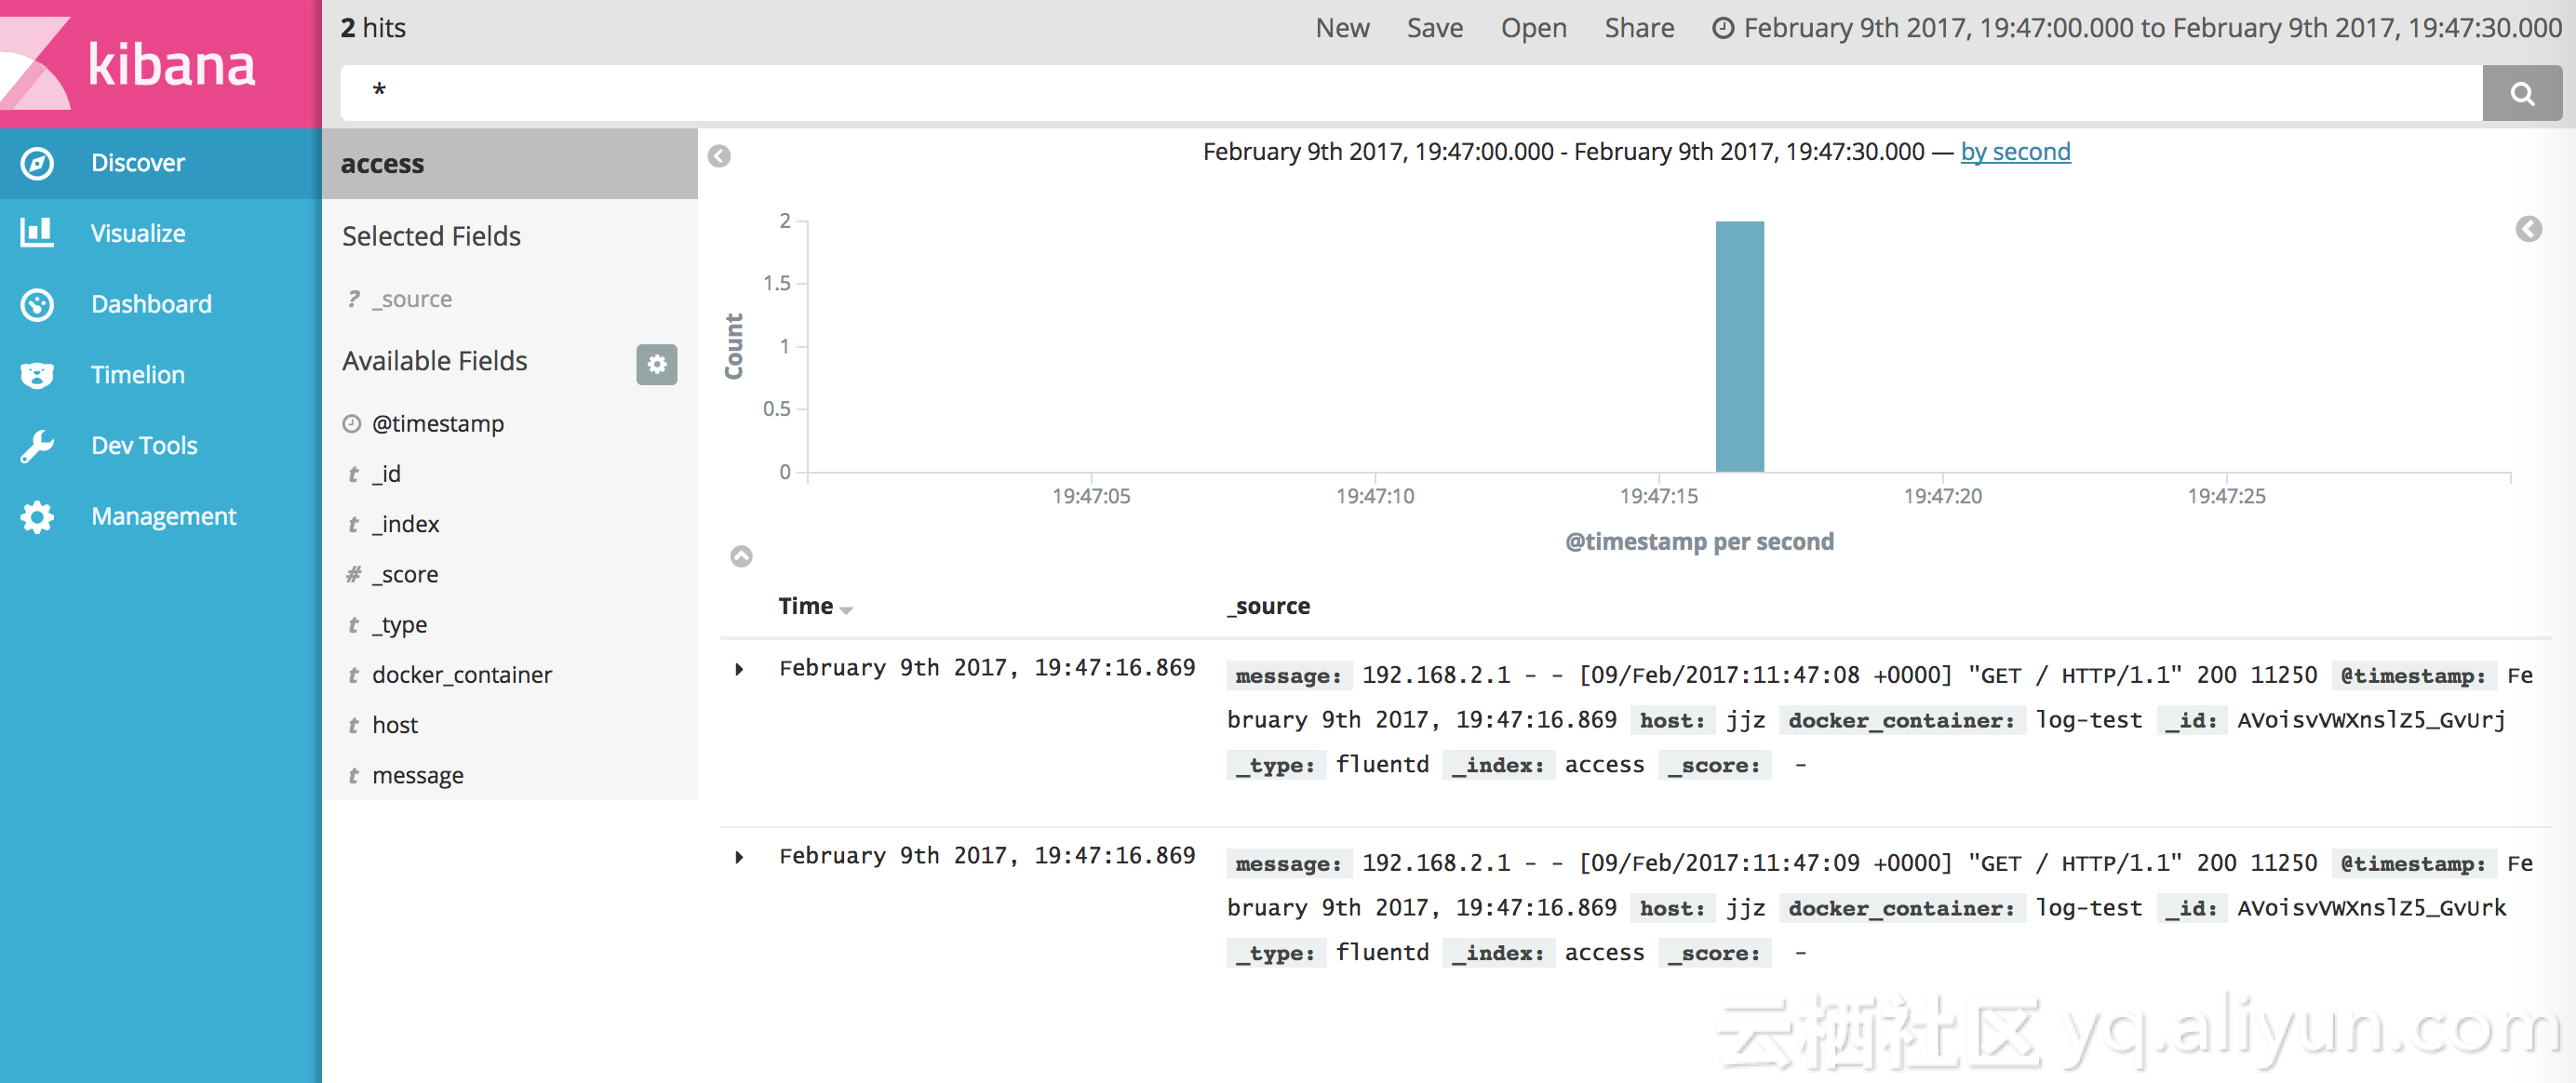 kibana
2 hits
New Save Open Share February 9th 2017, 19:47:00.000 to February 9th 2017, 19:47:30.000
*
Discover
Visualize
Dashboard
Timelion
Dev Tools
Management
access
Selected Fields
? _source
Available Fields
@timestamp
t _id
t _index
# _score
t _type
t docker_container
t host
t message
February 9th 2017, 19:47:00.000 - February 9th 2017, 19:47:30.000 — by second
2
1.5
1
0.5
0
Count
19:47:05 19:47:10 19:47:15 19:47:20 19:47:25
@timestamp per second
Time _source
February 9th 2017, 19:47:16.869
message: 192.168.2.1 - - [09/Feb/2017:11:47:08 +0000] "GET / HTTP/1.1" 200 11250 @timestamp: Fe
bruary 9th 2017, 19:47:16.869 host: jjz docker_container: log-test _id: AVoisvVWXnslZ5_GvUrj
_type: fluentd _index: access _score: -
February 9th 2017, 19:47:16.869
message: 192.168.2.1 - - [09/Feb/2017:11:47:09 +0000] "GET / HTTP/1.1" 200 11250 @timestamp: Fe
bruary 9th 2017, 19:47:16.869 host: jjz docker_container: log-test _id: AVoisvVWXnslZ5_GvUrk
_type: fluentd _index: access _score: -
云栖社区 yq.aliyun.com